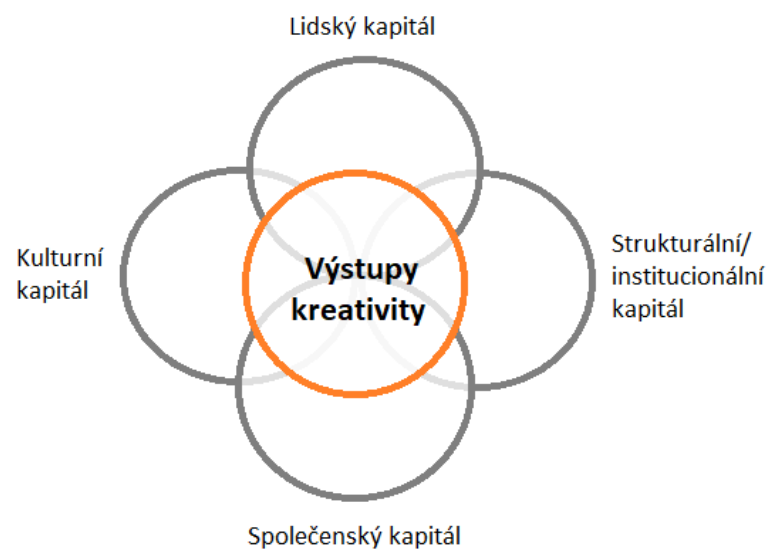 Lidský kapitál
Kulturní
kapitál
Výstupy
kreativity
Strukturální/
institucionální
kapitál
Společenský kapitál